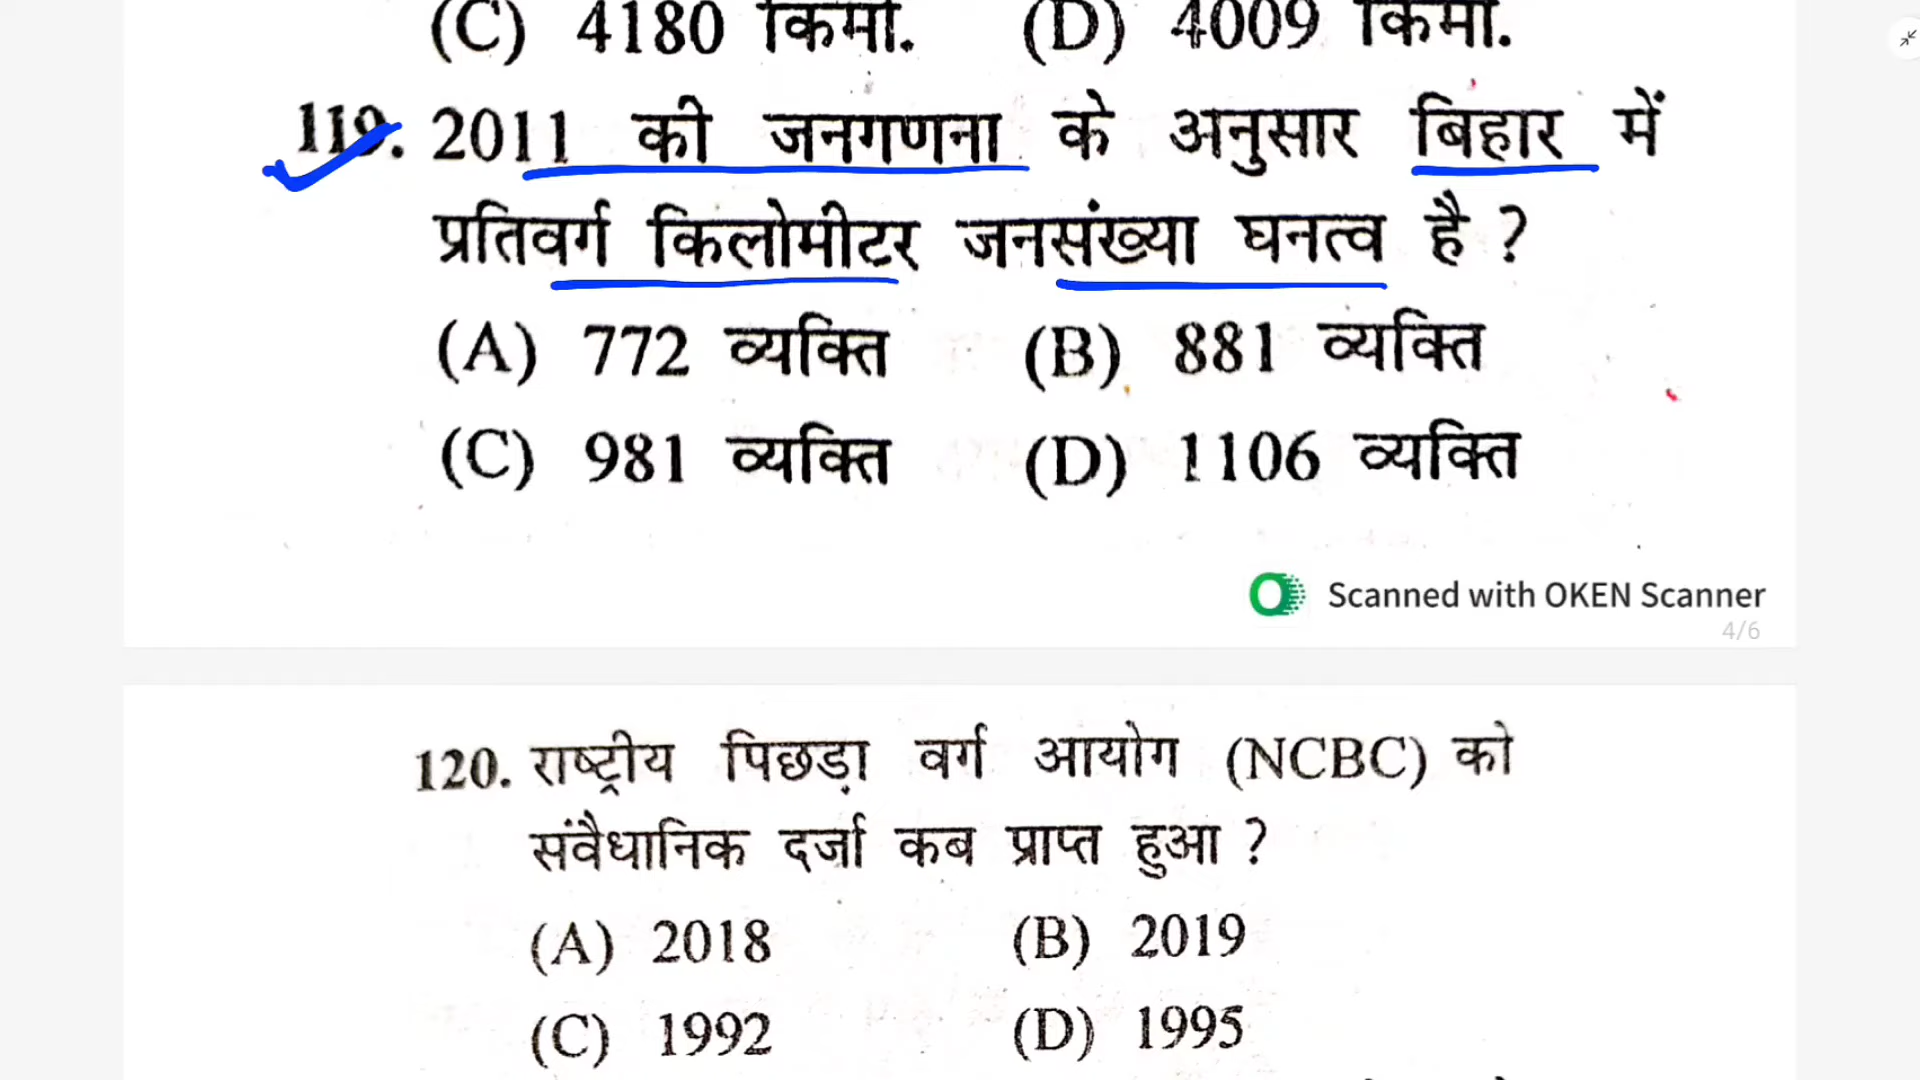 (C) 4180 किमी. (D) 4009 किमी.
119. 2011 की जनगणना के अनुसार बिहार में
प्रतिवर्ग किलोमीटर जनसंख्या घनत्व है ?
(A) 772 व्यक्ति (B) 881 व्यक्ति
(C) 981 व्यक्ति (D) 1106 व्यक्ति
Scanned with OKEN Scanner
4/6
120. राष्ट्रीय पिछड़ा वर्ग आयोग (NCBC) को
संवैधानिक दर्जा कब प्राप्त हुआ ?
(A) 2018 (B) 2019
(C) 1992 (D) 1995